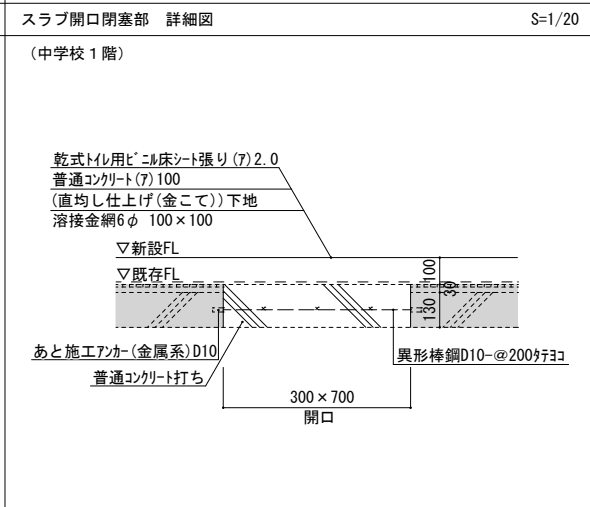 スラブ開口閉塞部 詳細図
S=1/20
(中学校1階)
乾式ﾄｲﾚ用ﾋﾞﾆﾙ床ｼｰﾄ張り(ｱ)2.0
普通ｺﾝｸﾘｰﾄ(ｱ)100
(直均し仕上げ(金こて))下地
溶接金網6φ 100×100
▽新設FL
▽既存FL
100
30
130
あと施工ｱﾝｶｰ(金属系)D10
異形棒鋼D10-@200ﾀﾃﾖｺ
普通ｺﾝｸﾘｰﾄ打ち
300×700
開口